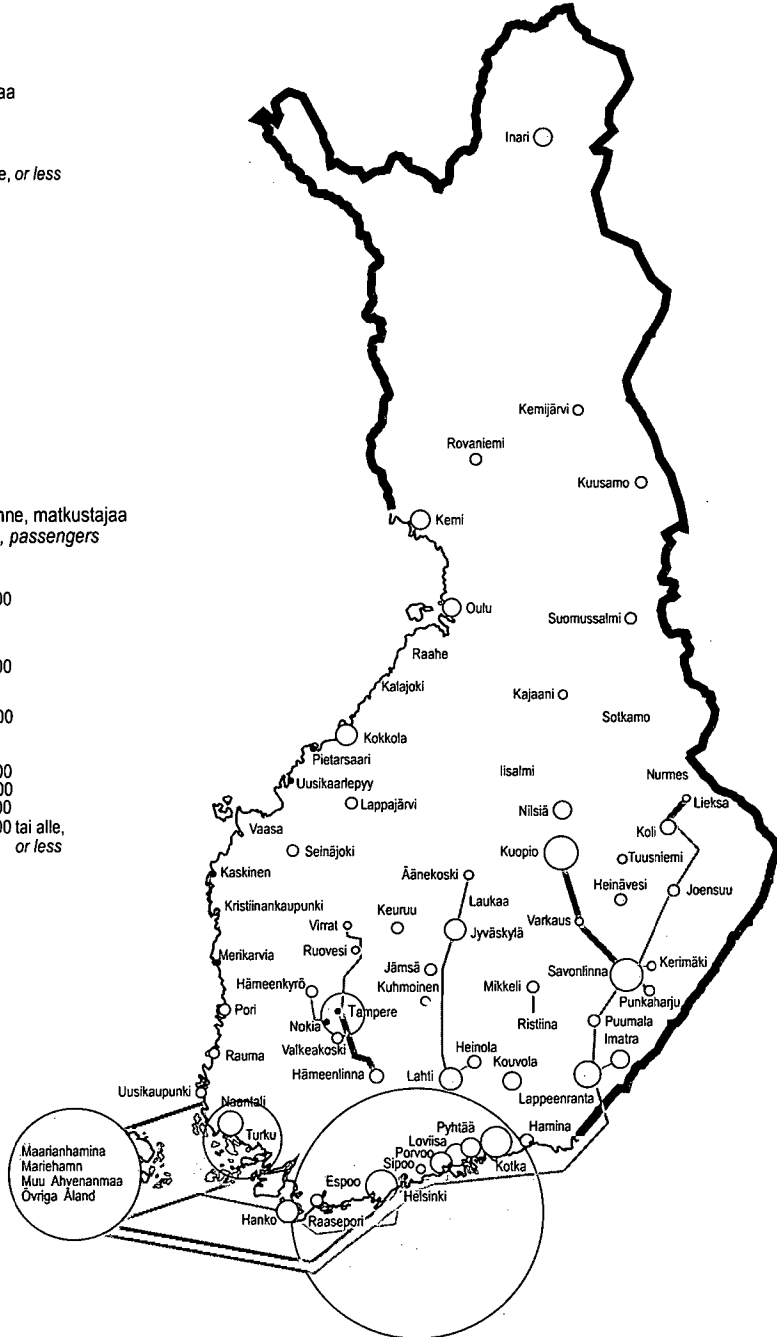 aa
e, or less
nne, matkustajaa
, passengers
00
00
00
00
00
00
00 tai alle,
or less
Inari
Kemijärvi
Rovaniemi
Kuusamo
Kemi
Oulu
Suomussalmi
Raahe
Kalajoki
Kajaani
Sotkamo
Kokkola
Pietarsaari
Iisalmi
Nurmes
Uusikaarlepyy
Lieksa
Lappajärvi
Nilsiä
Vaasa
Koli
Seinäjoki
Kuopio
Tuusniemi
Kaskinen
Äänekoski
Heinävesi
Joensuu
Laukaa
Kristiinankaupunki
Keuruu
Virrat
Varkaus
Jyväskylä
Ruovesi
Merikarvia
Jämsä
Savonlinna
Kerimäki
Hämeenkyrö
Kuhmoinen
Mikkeli
Punkaharju
Pori
Tampere
Ristiina
Puumala
Nokia
Valkeakoski
Imatra
Rauma
Heinola
Kouvola
Hämeenlinna
Lahti
Lappeenranta
Uusikaupunki
Naantali
Turku
Hamina
Pyhtää
Loviisa
Porvoo
Sipoo
Kotka
Maarianhamina
Mariehamn
Muu Ahvenanmaa
Övriga Åland
Espoo
Helsinki
Hanko
Raasepori